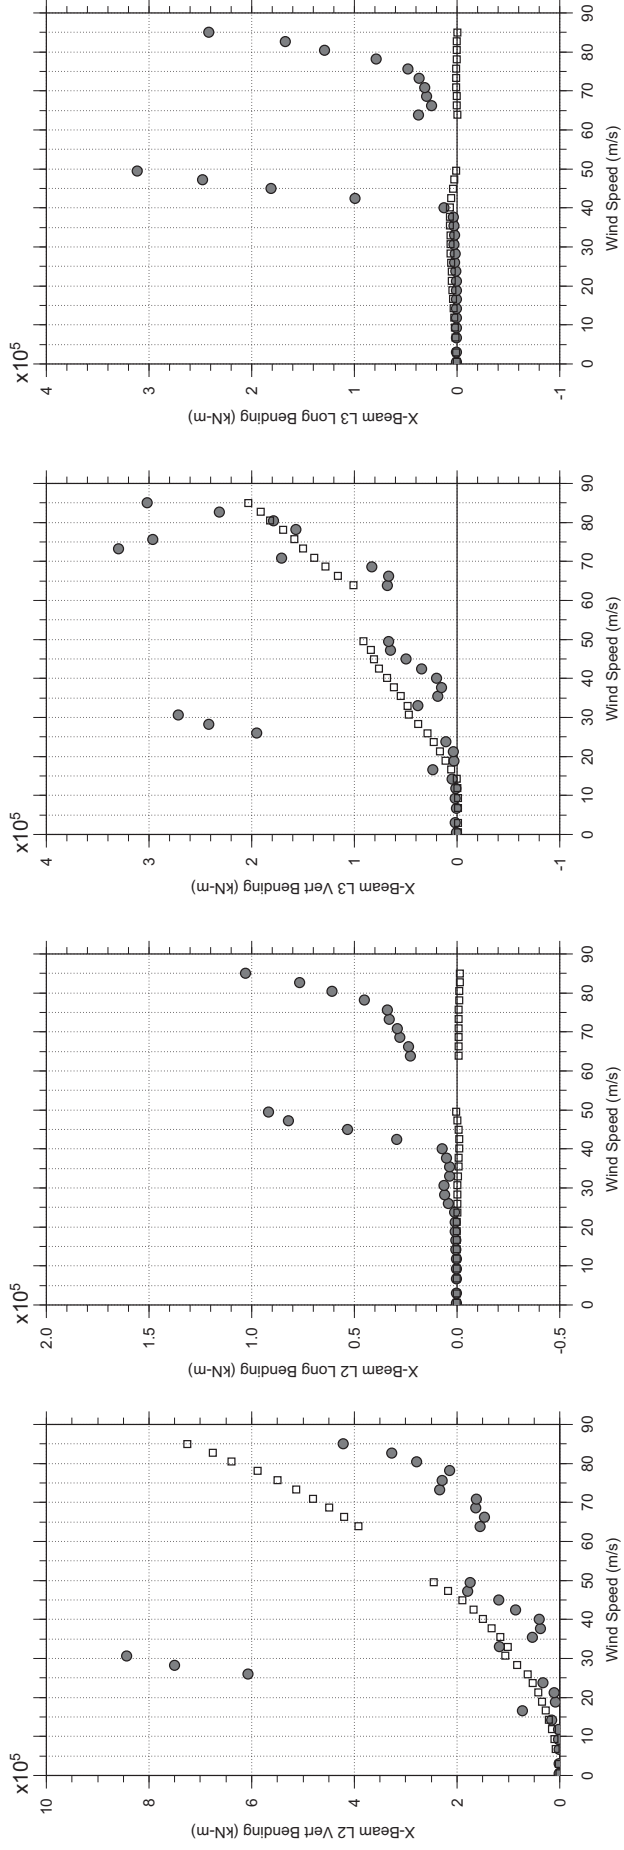 x10⁵
10
8
6
4
2
0
X-Beam L2 Vert Bending (kN-m)
0 10 20 30 40 50 60 70 80 90
Wind Speed (m/s)
x10⁵
2.0
1.5
1.0
0.5
0.0
-0.5
X-Beam L2 Long Bending (kN-m)
0 10 20 30 40 50 60 70 80 90
Wind Speed (m/s)
x10⁵
4
3
2
1
0
-1
X-Beam L3 Vert Bending (kN-m)
0 10 20 30 40 50 60 70 80 90
Wind Speed (m/s)
x10⁵
4
3
2
1
0
-1
X-Beam L3 Long Bending (kN-m)
0 10 20 30 40 50 60 70 80 90
Wind Speed (m/s)